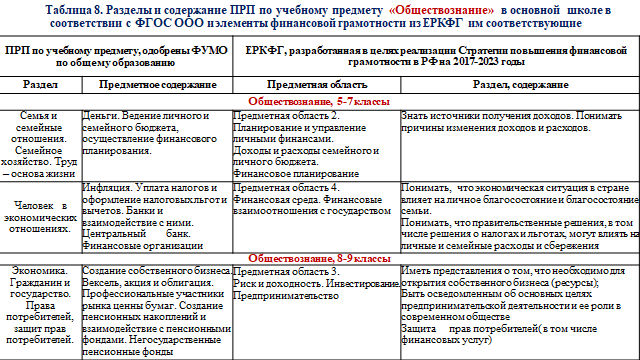 Таблица 8. Разделы и содержание ПРП по учебному предмету «Обществознание» в основной школе в
соответствии с ФГОС ООО и элементы финансовой грамотности из ЕРКФГ им соответствующие
ПРП по учебному предмету, одобрены ФУМО
по общему образованию
ЕРКФГ, разработанная в целях реализации Стратегии повышения финансовой
грамотности в РФ на 2017-2023 годы
Раздел
Предметное содержание
Предметная область
Раздел, содержание
Обществознание, 5-7 классы
Семья и
семейные
отношения.
Семейное
хозяйство. Труд
– основа жизни
Деньги. Ведение личного и
семейного бюджета,
осуществление финансового
планирования.
Предметная область 2.
Планирование и управление
личными финансами.
Доходы и расходы семейного и
личного бюджета.
Финансовое планирование
Знать источники получения доходов. Понимать
причины изменения доходов и расходов.
Человек в
экономических
отношениях.
Инфляция. Уплата налогов и
оформление налоговых льгот и
вычетов. Банки и
взаимодействие с ними.
Центральный банк.
Финансовые организации
Предметная область 4.
Финансовая среда. Финансовые
взаимоотношения с государством
Понимать, что экономическая ситуация в стране
влияет на личное благосостояние и благосостояние
семьи.
Понимать, что правительственные решения, в том
числе решения о налогах и льготах, могут влиять на
личные и семейные расходы и сбережения
Обществознание, 8-9 классы
Экономика.
Гражданин и
государство.
Права
потребителей,
защит прав
потребителей.
Создание собственного бизнеса.
Вексель, акция и облигация.
Профессиональные участники
рынка ценны бумаг. Создание
пенсионных накоплений и
взаимодействие с пенсионными
фондами. Негосударственные
пенсионные фонды
Предметная область 3.
Риск и доходность. Инвестирование.
Предпринимательство
Иметь представления о том, что необходимо для
открытия собственного бизнеса (ресурсы);
Быть осведомленным об основных целях
предпринимательской деятельности и ее роли в
современном обществе
Защита прав потребителей(в том числе
финансовых услуг)